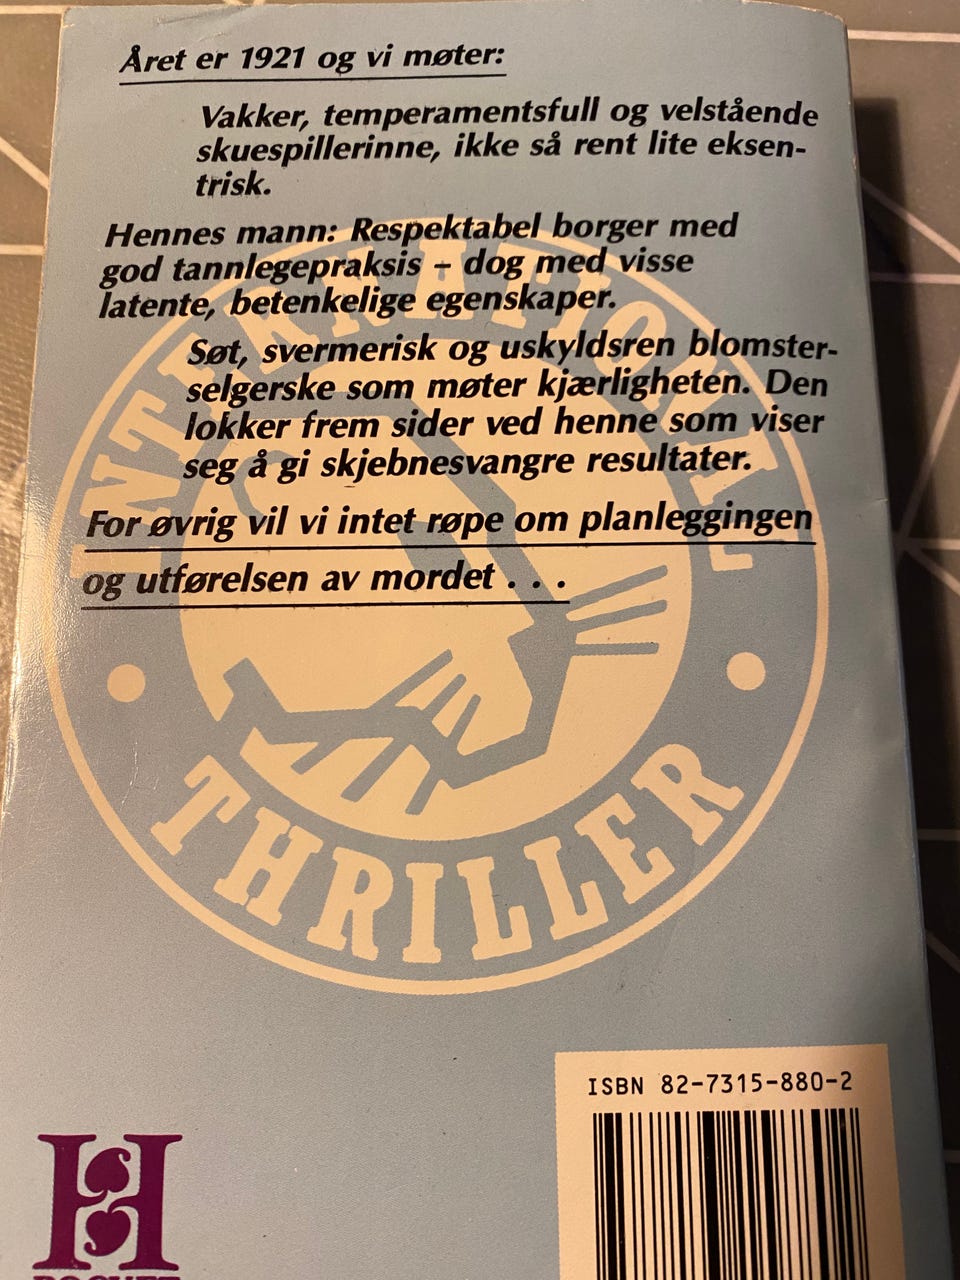 Året er 1921 og vi møter:
Vakker, temperamentsfull og velstående
skuespillerinne, ikke så rent lite eksen-
trisk.
Hennes mann: Respektabel borger med
god tannlegepraksis – dog med visse
latente, betenkelige egenskaper.
Søt, svermerisk og uskyldsren blomster-
selgerske som møter kjærligheten. Den
lokker frem sider ved henne som viser
seg å gi skjebnesvangre resultater.
For øvrig vil vi intet røpe om planleggingen
og utførelsen av mordet . . .
INTERNATIONAL
THRILLER
ISBN 82-7315-880-2
H
POCKET